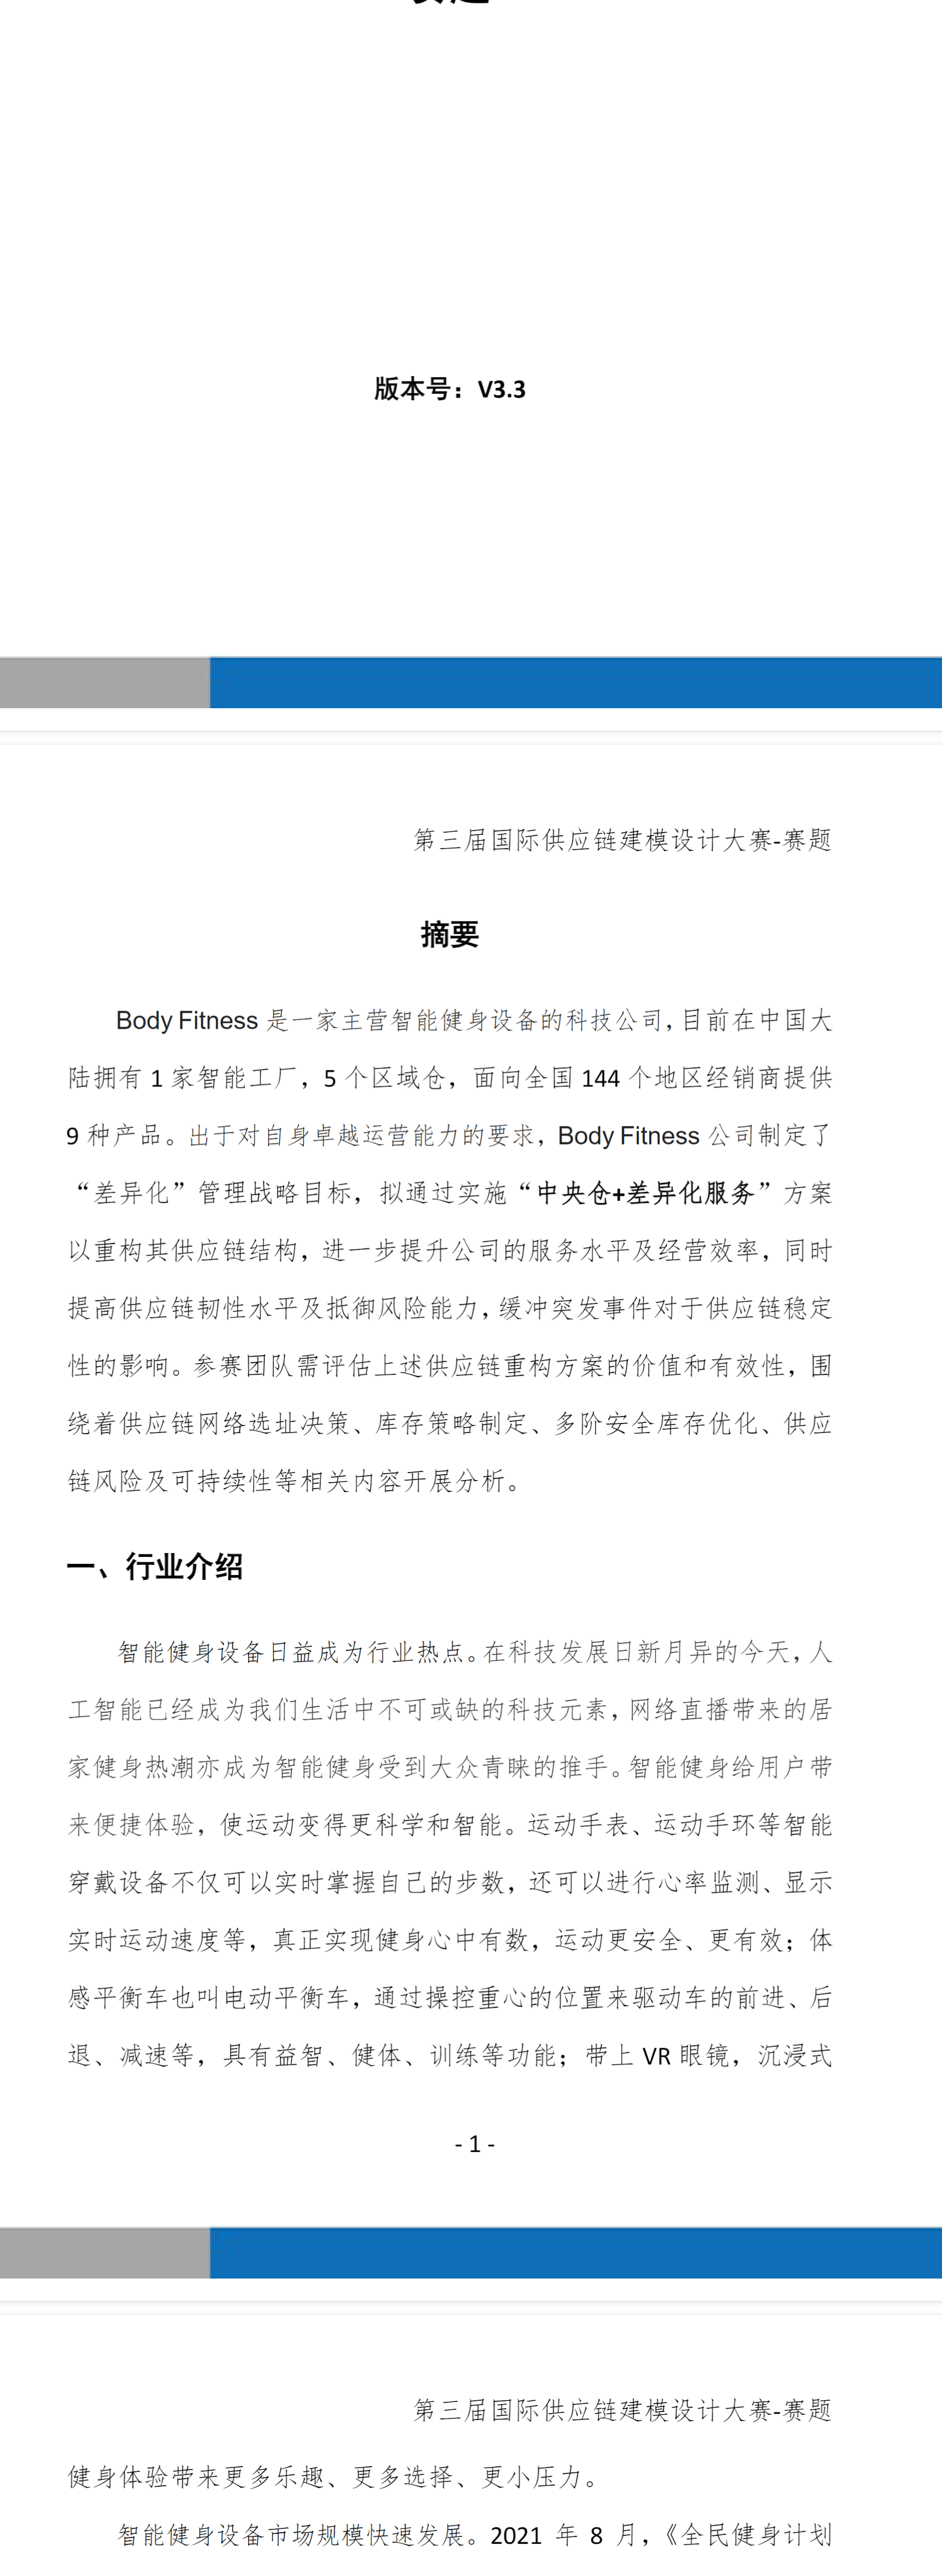 版本号：V3.3
第三届国际供应链建模设计大赛-赛题
摘要
Body Fitness 是一家主营智能健身设备的科技公司，目前在中国大
陆拥有 1 家智能工厂，5 个区域仓，面向全国 144 个地区经销商提供
9 种产品。出于对自身卓越运营能力的要求，Body Fitness 公司制定了
“差异化”管理战略目标，拟通过实施“中央仓+差异化服务”方案
以重构其供应链结构，进一步提升公司的服务水平及经营效率，同时
提高供应链韧性水平及抵御风险能力，缓冲突发事件对于供应链稳定
性的影响。参赛团队需评估上述供应链重构方案的价值和有效性，围
绕着供应链网络选址决策、库存策略制定、多阶安全库存优化、供应
链风险及可持续性等相关内容开展分析。
一、行业介绍
智能健身设备日益成为行业热点。在科技发展日新月异的今天，人
工智能已经成为我们生活中不可或缺的科技元素，网络直播带来的居
家健身热潮亦成为智能健身受到大众青睐的推手。智能健身给用户带
来便捷体验，使运动变得更科学和智能。运动手表、运动手环等智能
穿戴设备不仅可以实时掌握自己的步数，还可以进行心率监测、显示
实时运动速度等，真正实现健身心中有数，运动更安全、更有效；体
感平衡车也叫电动平衡车，通过操控重心的位置来驱动车的前进、后
退、减速等，具有益智、健体、训练等功能；带上 VR 眼镜，沉浸式
- 1 -
第三届国际供应链建模设计大赛-赛题
健身体验带来更多乐趣、更多选择、更小压力。
智能健身设备市场规模快速发展。2021 年 8 月，《全民健身计划